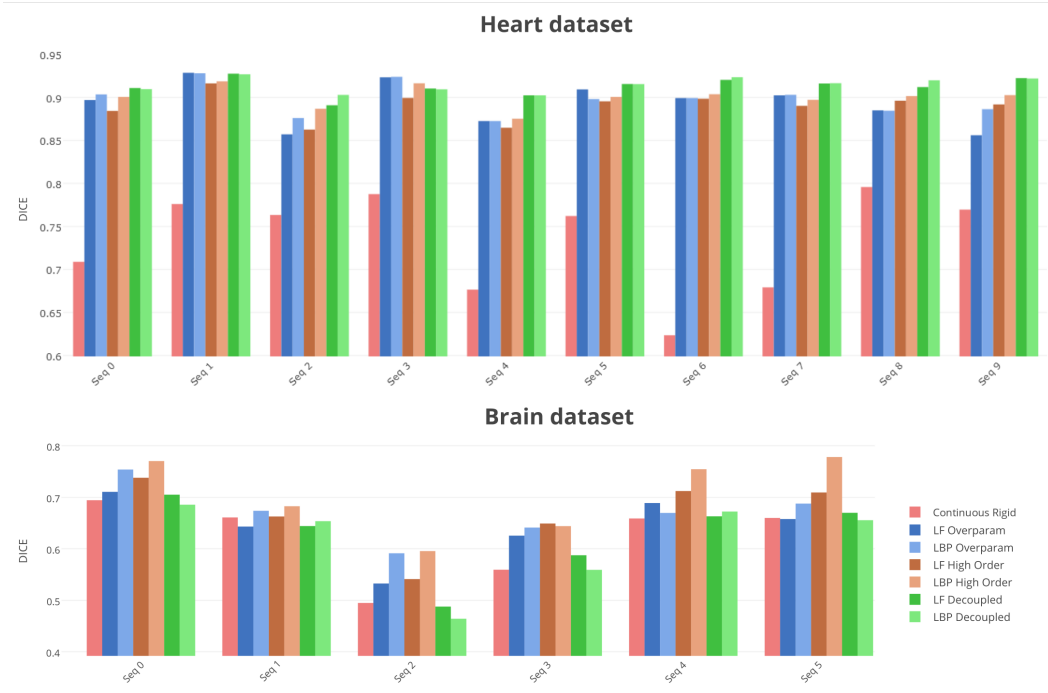 Heart dataset
0.95
0.9
0.85
0.8
0.75
0.7
0.65
0.6
DICE
Seq 0
Seq 1
Seq 2
Seq 3
Seq 4
Seq 5
Seq 6
Seq 7
Seq 8
Seq 9
Brain dataset
0.8
0.7
0.6
0.5
0.4
DICE
Seq 0
Seq 1
Seq 2
Seq 3
Seq 4
Seq 5
Continuous Rigid
LF Overparam
LBP Overparam
LF High Order
LBP High Order
LF Decoupled
LBP Decoupled